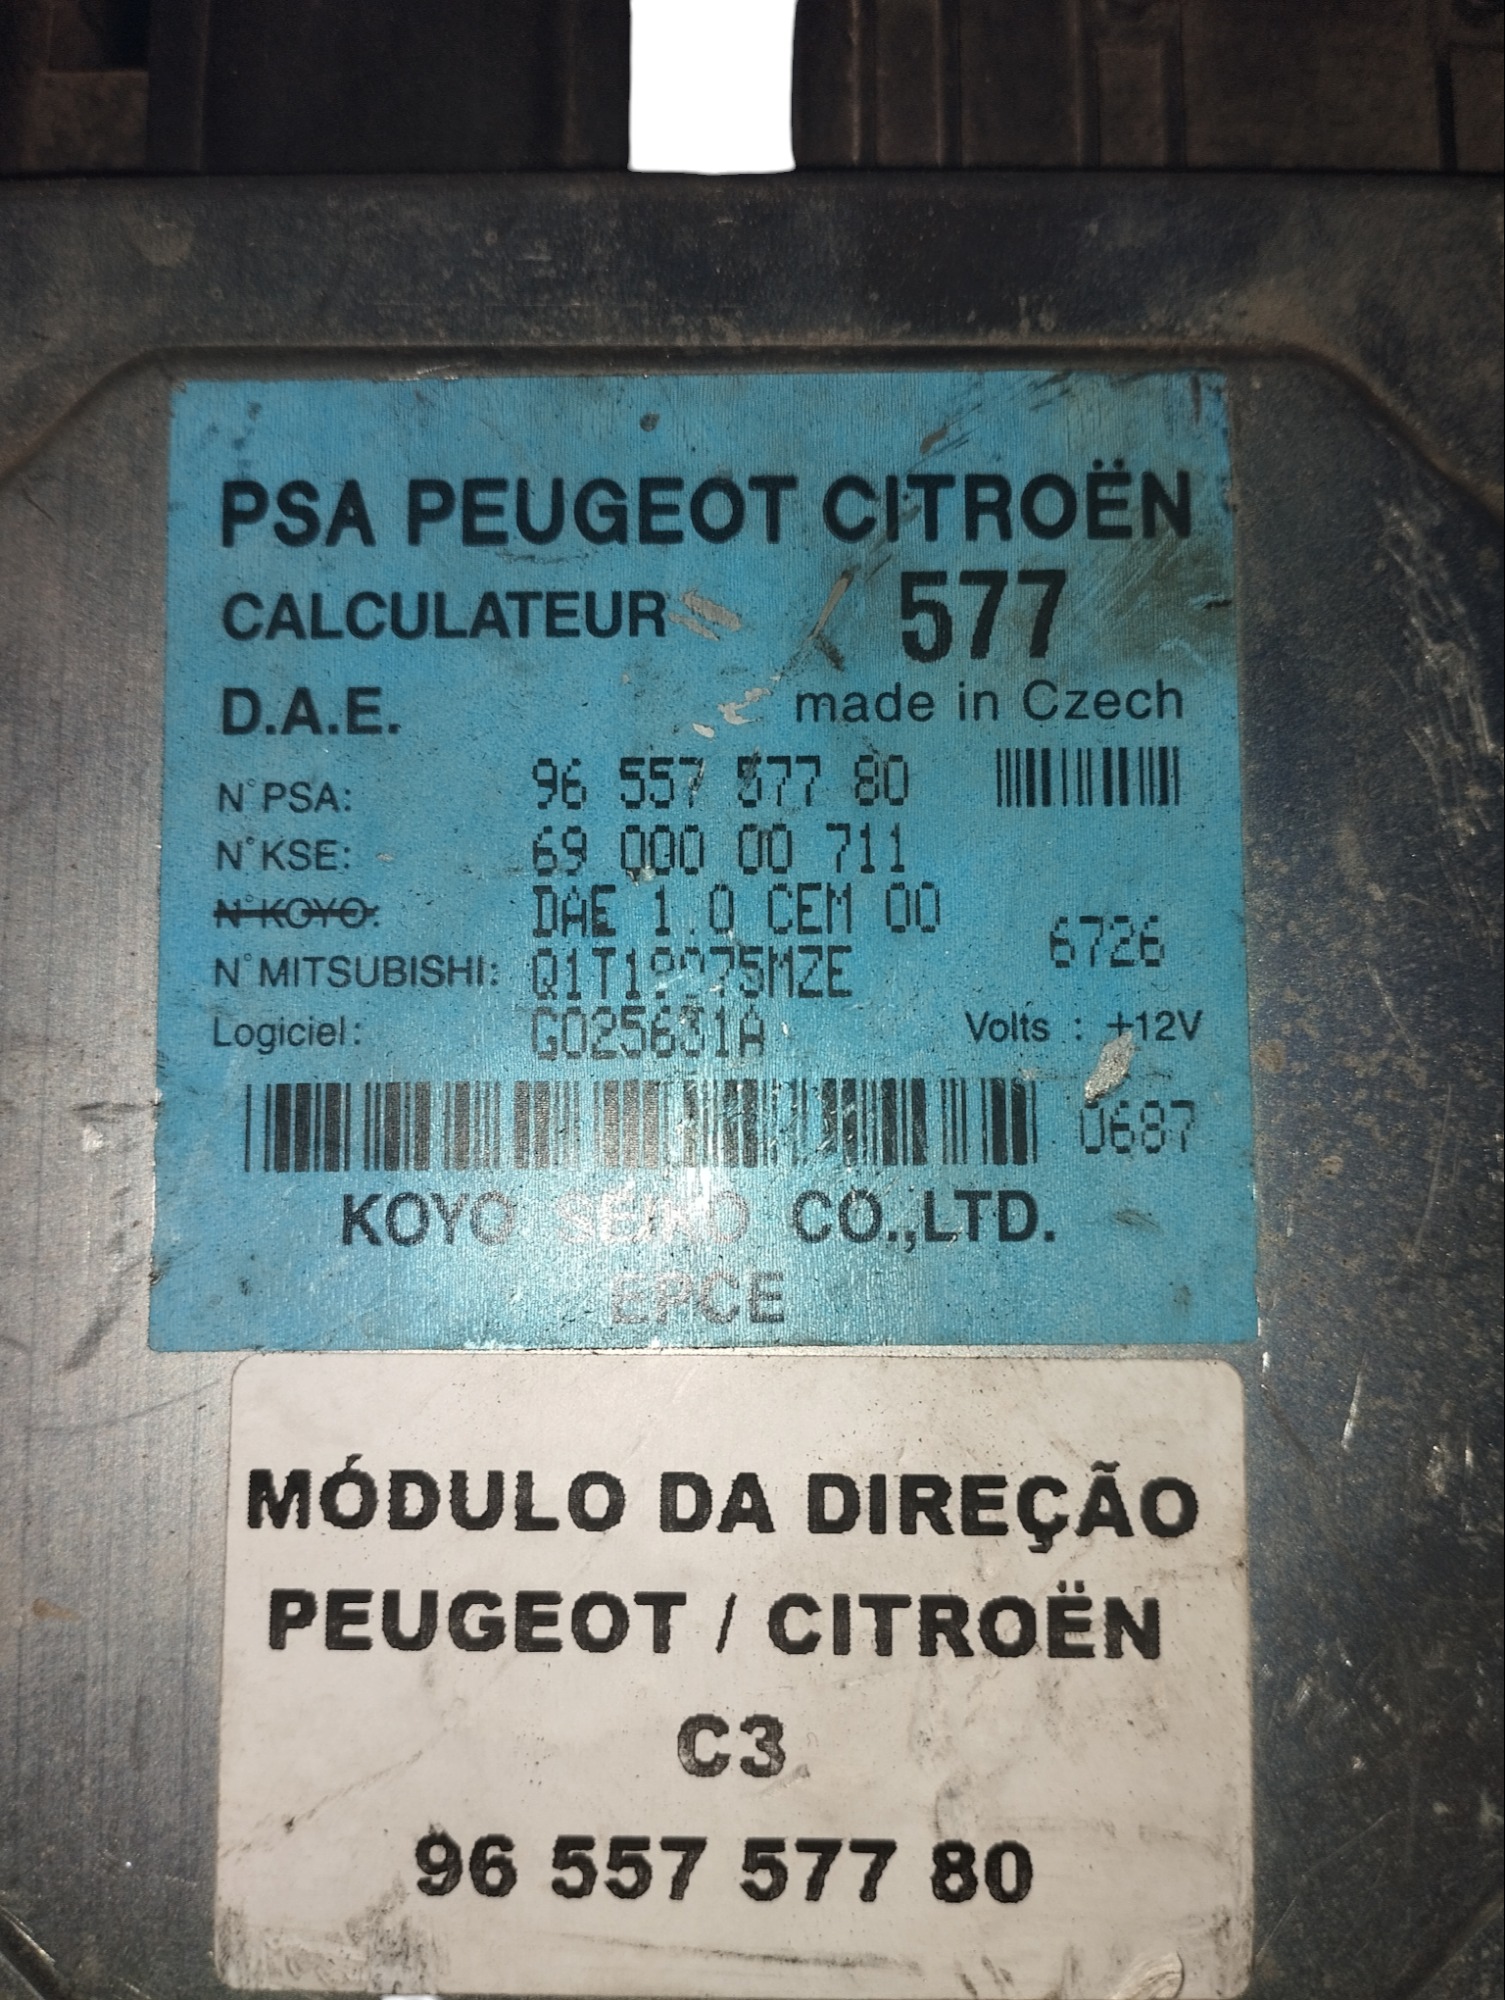 PSA PEUGEOT CITROËN
CALCULATEUR 577
D.A.E. made in Czech
N°PSA: 96 557 577 80
N°KSE: 69 000 00 711
N°KOYO: DAE 1.0 CEM 00
6726
N°MITSUBISHI:
Logiciel: G025631A Volts : +12V
0687
KOYO SEIKO CO.,LTD.
EPCE
MÓDULO DA DIREÇÃO
PEUGEOT / CITROËN
C3
96 557 577 80